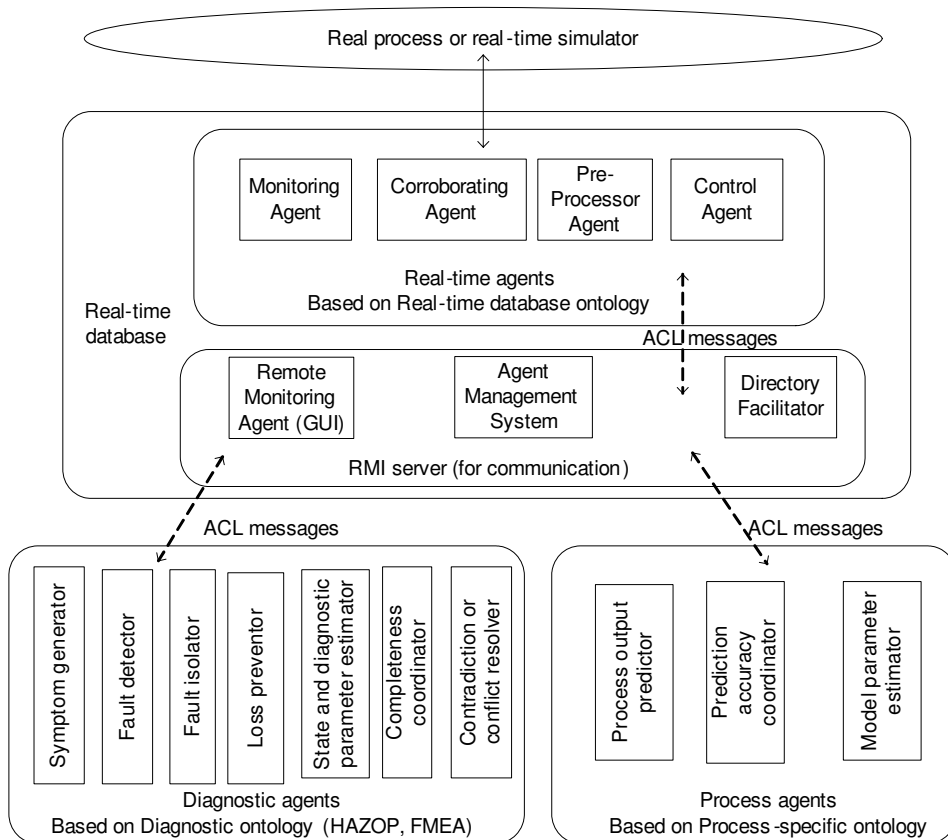 Real process or real-time simulator
Monitoring
Agent
Corroborating
Agent
Pre-
Processor
Agent
Control
Agent
Real-time agents
Based on Real-time database ontology
Real-time
database
ACL messages
Remote
Monitoring
Agent (GUI)
Agent
Management
System
Directory
Facilitator
RMI server (for communication)
ACL messages
ACL messages
Symptom generator
Fault detector
Fault isolator
Loss preventor
State and diagnostic
parameter estimator
Completeness
coordinator
Contradiction or
conflict resolver
Diagnostic agents
Based on Diagnostic ontology (HAZOP, FMEA)
Process output
predictor
Prediction
accuracy
coordinator
Model parameter
estimator
Process agents
Based on Process-specific ontology